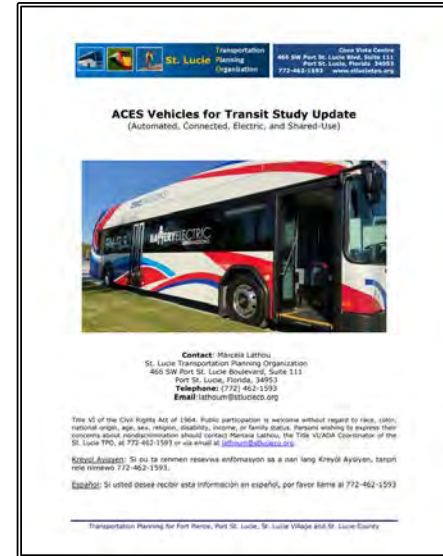 St. Lucie
Transportation
Planning
Organization
Coco Vista Centre
466 SW Port St. Lucie Blvd, Suite 111
Port St. Lucie, Florida 34953
772-462-1593 www.stlucietpo.org
ACES Vehicles for Transit Study Update
(Automated, Connected, Electric, and Shared-Use)
BATTERY ELECTRIC
Contact: Marceia Lathou
St. Lucie Transportation Planning Organization
466 SW Port St. Lucie Boulevard, Suite 111
Port St. Lucie, Florida, 34953
Telephone: (772) 462-1593
Email: lathoum@stlucieco.org
Title VI of the Civil Rights Act of 1964. Public participation is welcome without regard to race, color,
national origin, age, sex, religion, disability, income, or family status. Persons wishing to express their
concerns about nondiscrimination should contact Marceia Lathou, the Title VI/ADA Coordinator of the
St. Lucie TPO, at 772-462-1593 or via email at lathoum@stlucieco.org.
Kreyòl Ayisyen: Si ou ta renmen resevwa enfòmasyon sa a nan lang Kreyòl Aysiyen, tanpri
rele nimewo 772-462-1593.
Español: Si usted desea recibir esta información en español, por favor llame al 772-462-1593
Transportation Planning for Fort Pierce, Port St. Lucie, St. Lucie Village and St. Lucie County